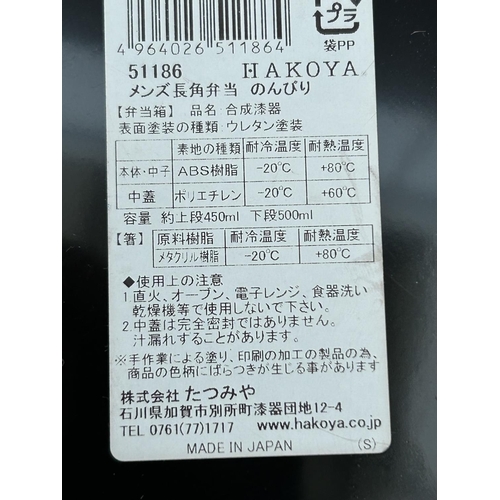 プラ
袋PP
4 964026 511864
51186 HAKOYA
メンズ長角弁当 のんびり
【弁当箱】 品名:合成漆器
表面塗装の種類:ウレタン塗装
素地の種類 耐冷温度 耐熱温度
本体・中子 ABS樹脂 -20℃ +80℃
中蓋 ポリエチレン -20℃ +60℃
容量 約上段450ml 下段500ml
【箸】 原料樹脂 耐冷温度 耐熱温度
メタクリル樹脂 -20℃ +80℃
◆使用上の注意
1直火、オーブン、電子レンジ、食器洗い
乾燥機等で使用しないで下さい。
2.中蓋は完全密封ではありません。
汁漏れすることがあります。
※手作業による塗り、印刷の加工の製品の為、
商品の色柄にばらつきが生じる事があります
株式会社 たつみや
石川県加賀市別所町漆器団地12-4
TEL 0761(77)1717 www.hakoya.co.jp
MADE IN JAPAN (S)